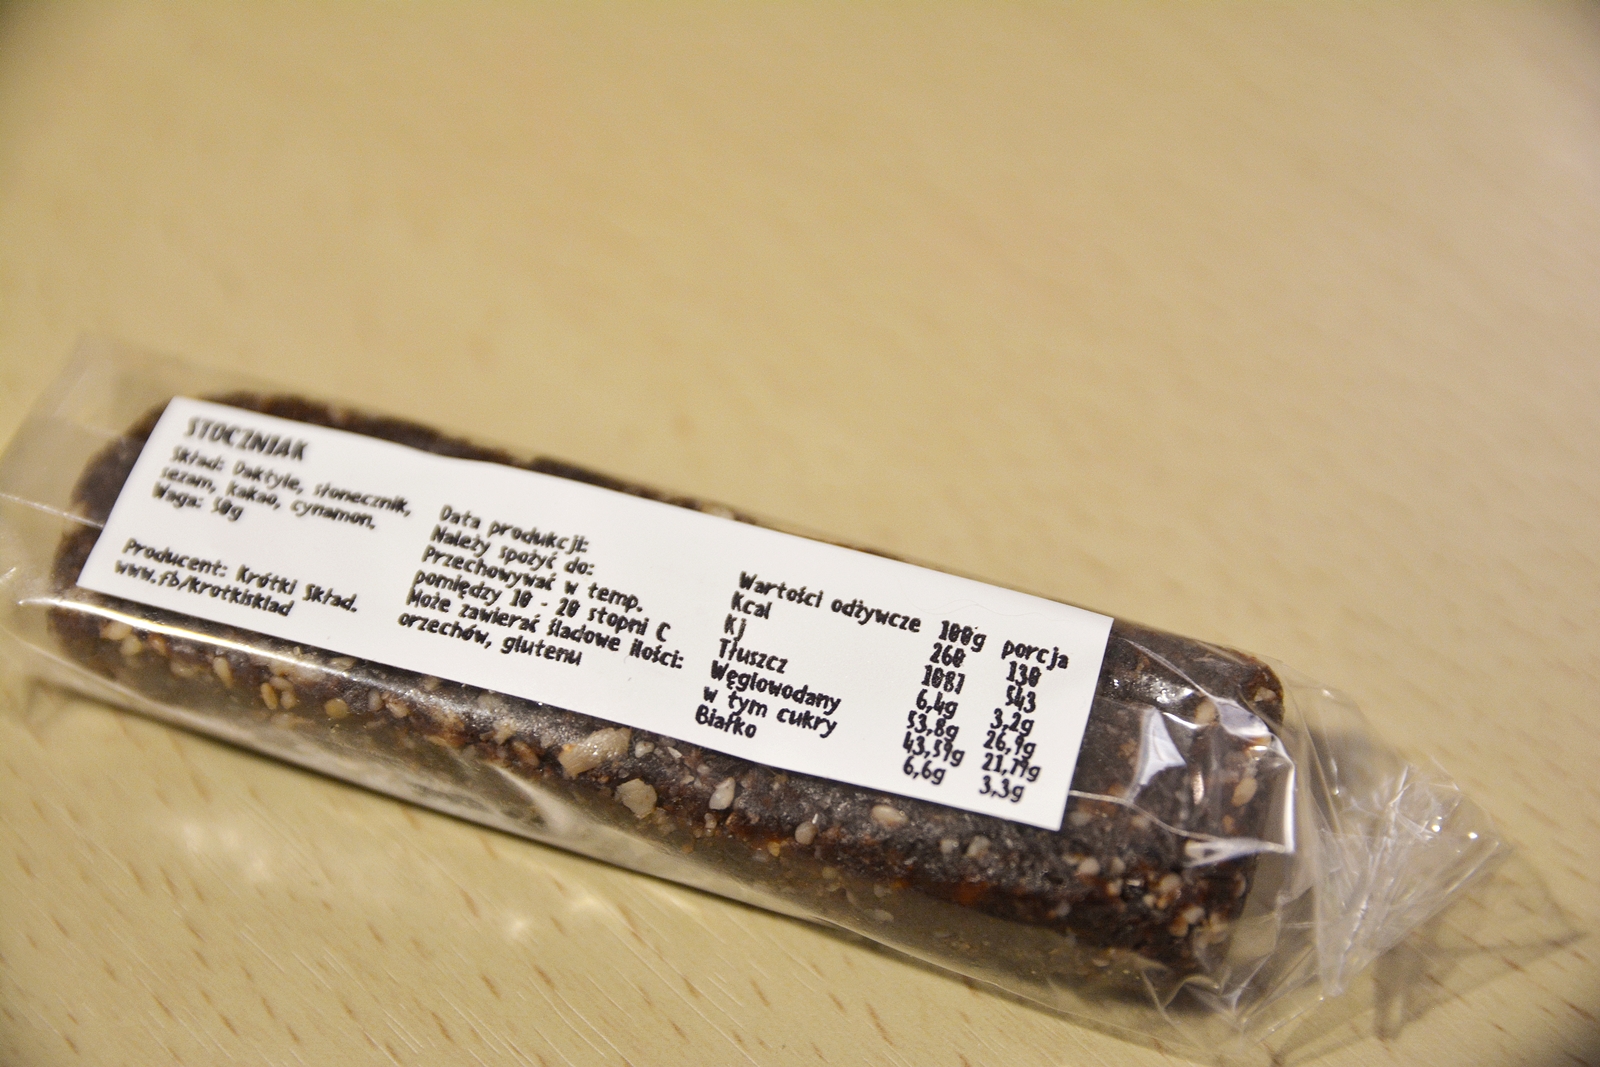 STOCZNIAK
Skład: Daktyle, słonecznik,
sezam, kakao, cynamon,
Waga: 50g
Producent: Krótki Skład.
www.fb/krotkisklad
Data produkcji:
Należy spożyć do:
Przechowywać w temp.
pomiędzy 10 - 20 stopni C
Może zawierać śladowe ilości:
orzechów, glutenu
Wartości odżywcze 100g porcja
Kcal 260 130
Kj 1087 543
Tłuszcz 6,4g 3,2g
Węglowodany 53,8g 26,9g
w tym cukry 43,59g 21,79g
Białko 6,6g 3,3g